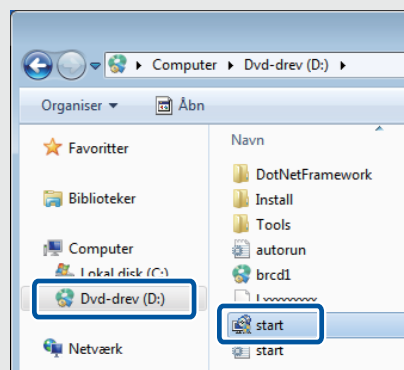 Computer ▸ Dvd-drev (D:) ▸
Organiser Åbn
Favoritter
Biblioteker
Computer
Lokal disk (C:)
Dvd-drev (D:)
Netværk
Navn
DotNetFramework
Install
Tools
autorun
brcd1
start
start